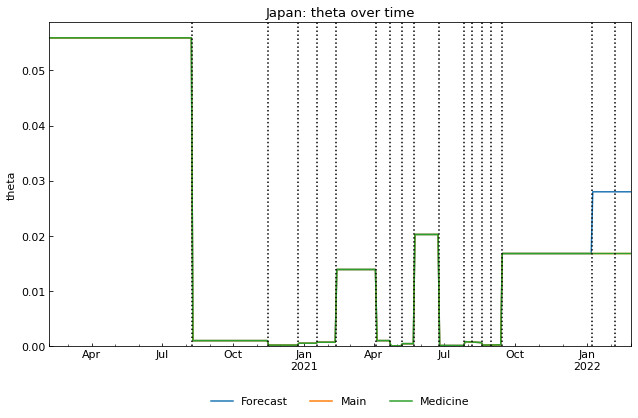 Japan: theta over time
theta
0.05
0.04
0.03
0.02
0.01
0.00
Apr Jul Oct Jan Apr Jul Oct Jan
2021 2022
Forecast Main Medicine